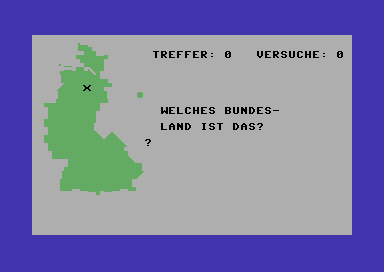 TREFFER: 0 VERSUCHE: 0
WELCHES BUNDES-
LAND IST DAS?
?